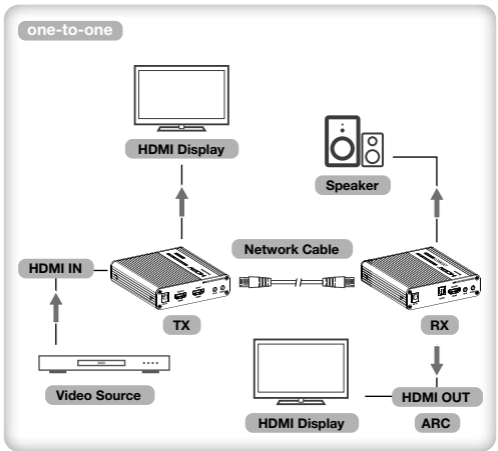 one-to-one
HDMI Display
Speaker
Network Cable
HDMI IN
TX
RX
Video Source
HDMI Display
HDMI OUT
ARC